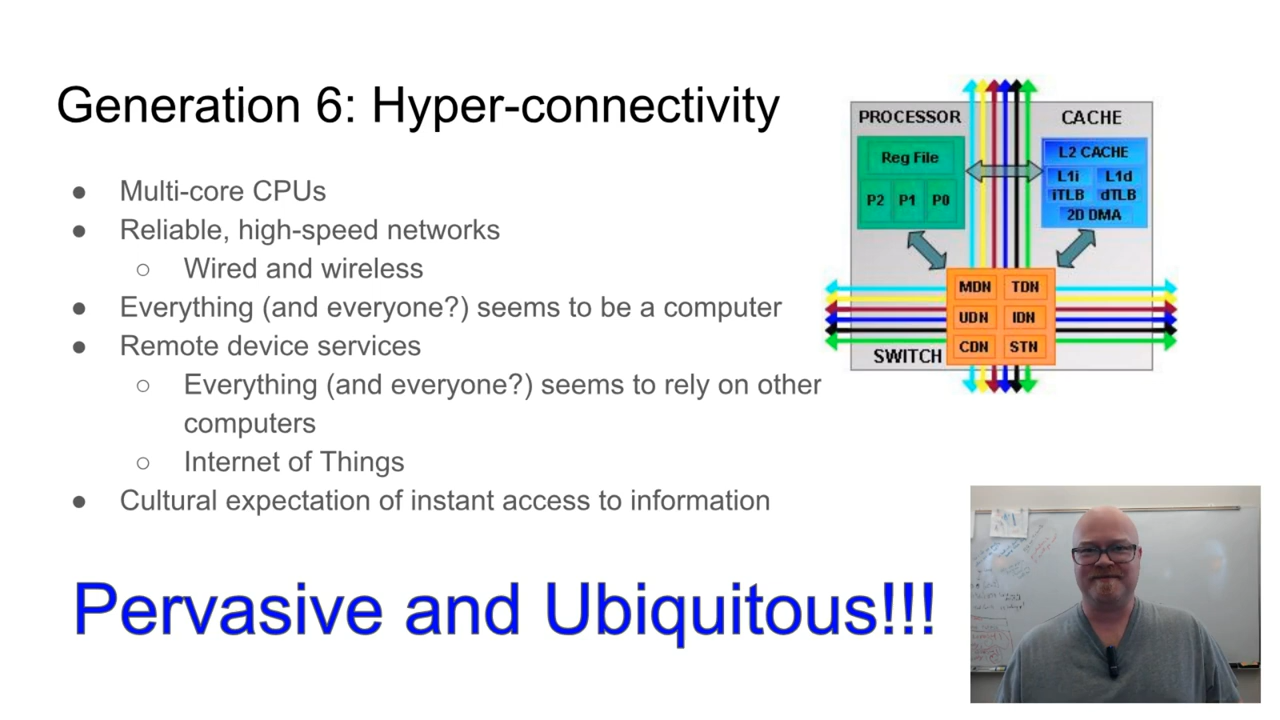 Generation 6: Hyper-connectivity
● Multi-core CPUs
● Reliable, high-speed networks
○ Wired and wireless
● Everything (and everyone?) seems to be a computer
● Remote device services
○ Everything (and everyone?) seems to rely on other
computers
○ Internet of Things
● Cultural expectation of instant access to information
Pervasive and Ubiquitous!!!
PROCESSOR
Reg File
P2 P1 P0
CACHE
L2 CACHE
L1i L1d
iTLB dTLB
2D DMA
MDN TDN
UDN IDN
CDN STN
SWITCH